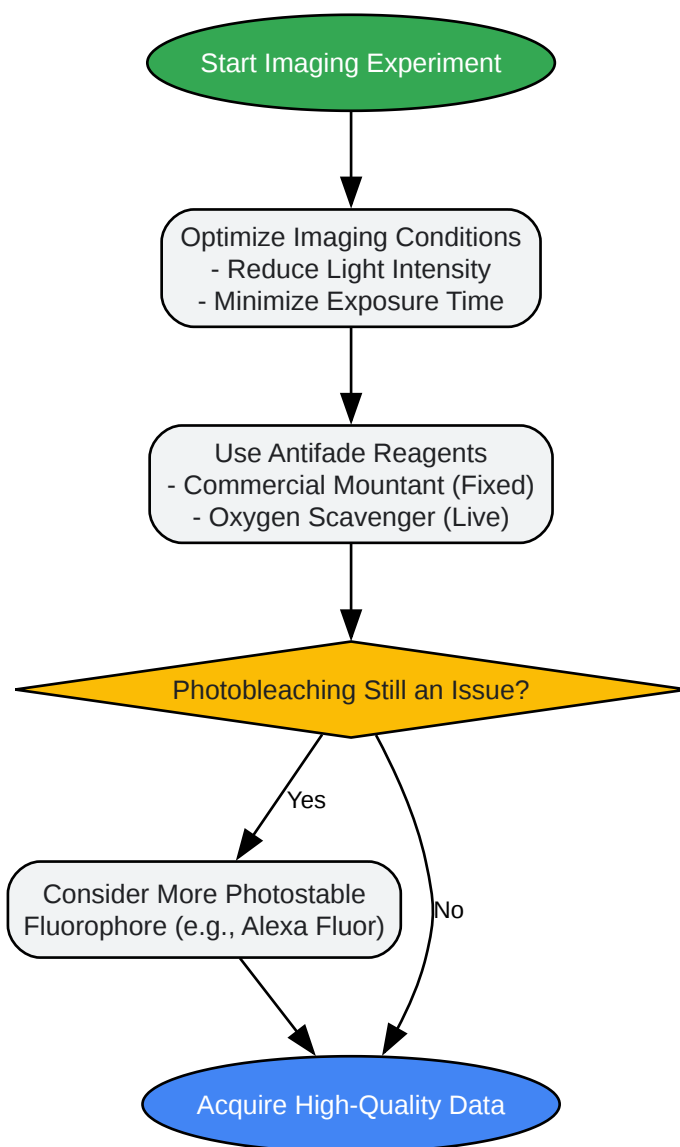 Start Imaging Experiment
Optimize Imaging Conditions
- Reduce Light Intensity
- Minimize Exposure Time
Use Antifade Reagents
- Commercial Mountant (Fixed)
- Oxygen Scavenger (Live)
Photobleaching Still an Issue?
Yes
Consider More Photostable
Fluorophore (e.g., Alexa Fluor)
No
Acquire High-Quality Data